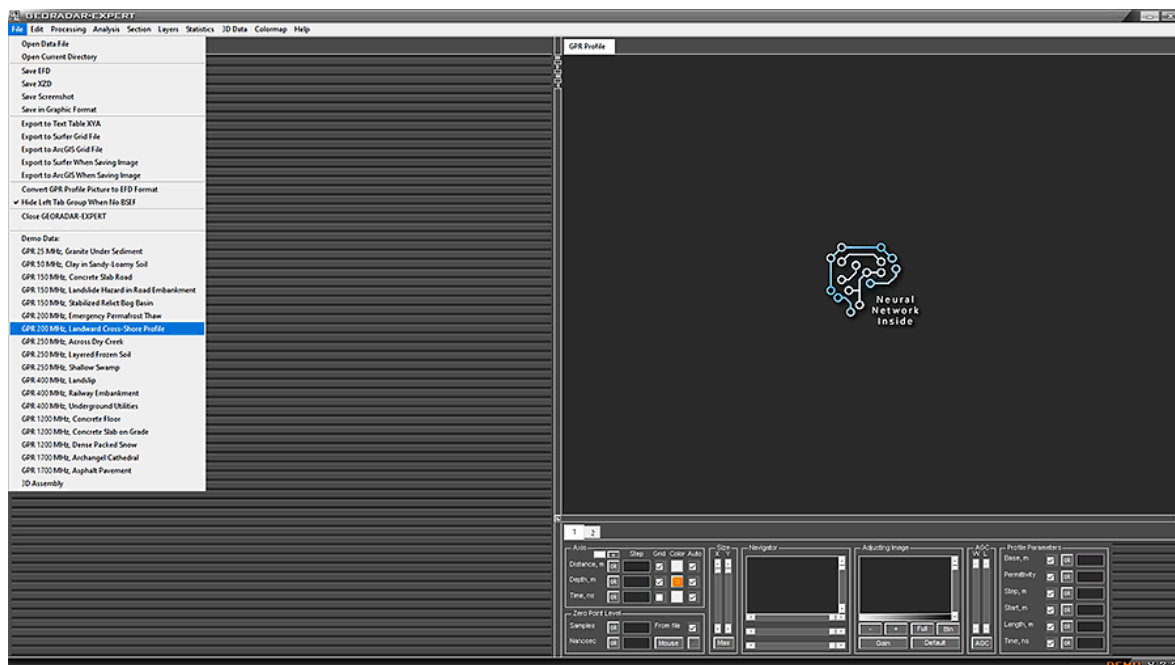 GEORADAR-EXPERT
File Edit Processing Analysis Section Layers Statistics 3D Data Colormap Help
Open Data File
Open Current Directory
Save EFD
Save XZD
Save Screenshot
Save in Graphic Format
Export to Text Table XYA
Export to Surfer Grid File
Export to ArcGIS Grid File
Export to Surfer When Saving Image
Export to ArcGIS When Saving Image
Convert GPR Profile Picture to EFD Format
Hide Left Tab Group When No BSEF
Close GEORADAR-EXPERT
Demo Data:
GPR 25 MHz, Granite Under Sediment
GPR 50 MHz, Clay in Sandy-Loamy Soil
GPR 150 MHz, Concrete Slab Road
GPR 150 MHz, Landslide Hazard in Road Embankment
GPR 150 MHz, Stabilized Relict Bog Basin
GPR 200 MHz, Emergency Permafrost Thaw
GPR 200 MHz, Landward Cross-Shore Profile
GPR 250 MHz, Across Dry Creek
GPR 250 MHz, Layered Frozen Soil
GPR 250 MHz, Shallow Swamp
GPR 400 MHz, Landslip
GPR 400 MHz, Railway Embankment
GPR 400 MHz, Underground Utilities
GPR 1200 MHz, Concrete Floor
GPR 1200 MHz, Concrete Slab on Grade
GPR 1200 MHz, Dense Packed Snow
GPR 1700 MHz, Archangel Cathedral
GPR 1700 MHz, Asphalt Pavement
3D Assembly
GPR Profile
Neural
Network
Inside
1 2
Axis Step Grid Color Auto
Distance, m ok
Depth, m ok
Time, ns ok
Zero Point Level
Samples ok From file
Nanosec ok Mouse
Size
X Y
Max
Navigator
Adjusting Image
- + Full Bin
Gain Default
AGC
W L
AGC
Profile Parameters
Base, m ok
Permittivity ok
Step, m ok
Start, m ok
Length, m ok
Time, ns ok